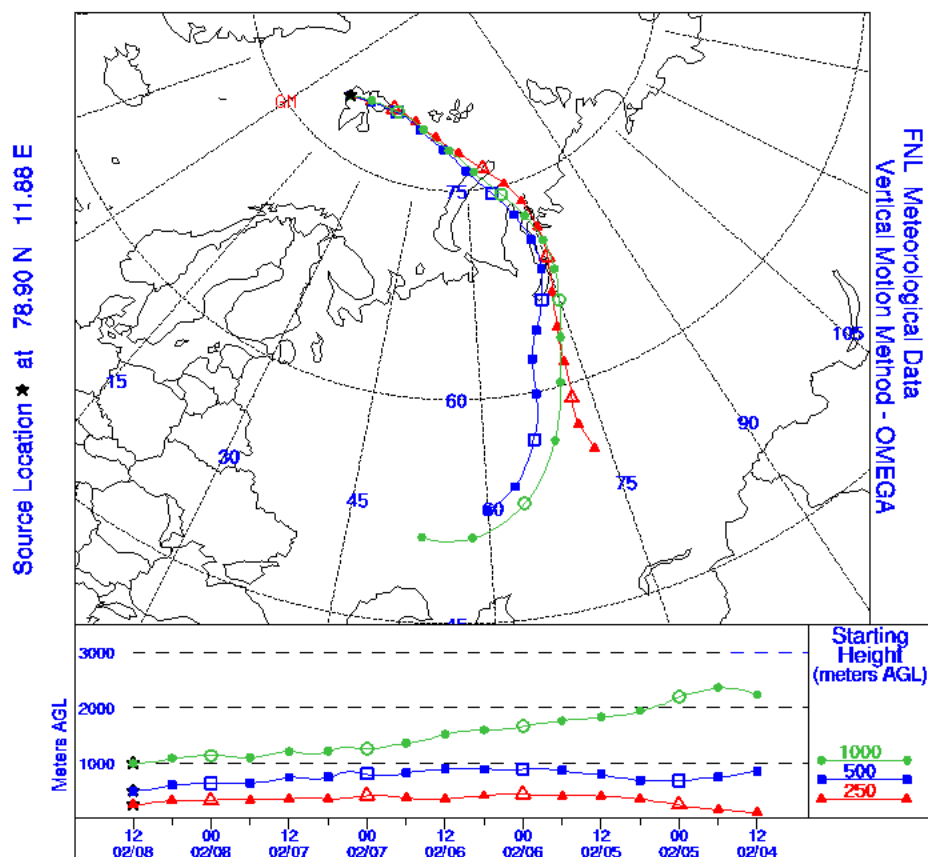 Source Location ★ at 78.90 N 11.88 E
FNL Meteorological Data
Vertical Motion Method - OMEGA
GM
75
60
45
15
30
45
60
75
90
105
Meters AGL
3000
2000
1000
Starting
Height
(meters AGL)
1000
500
250
12 00 12 00 12 00 12 00 12
02/08 02/08 02/07 02/07 02/06 02/06 02/05 02/05 02/04